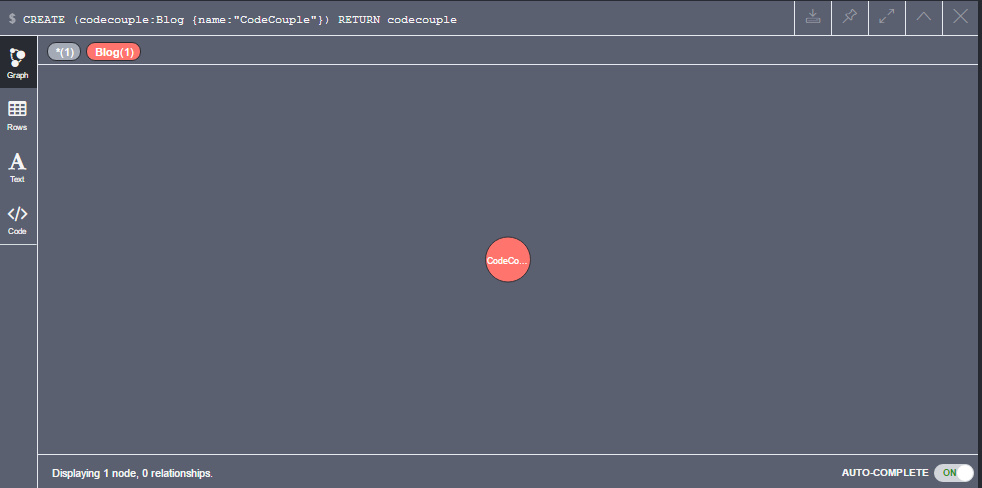 $ CREATE (codecouple:Blog {name:"CodeCouple"}) RETURN codecouple
*(1) Blog(1)
Graph
Rows
A
Text
</>
Code
CodeCo...
Displaying 1 node, 0 relationships.
AUTO-COMPLETE ON